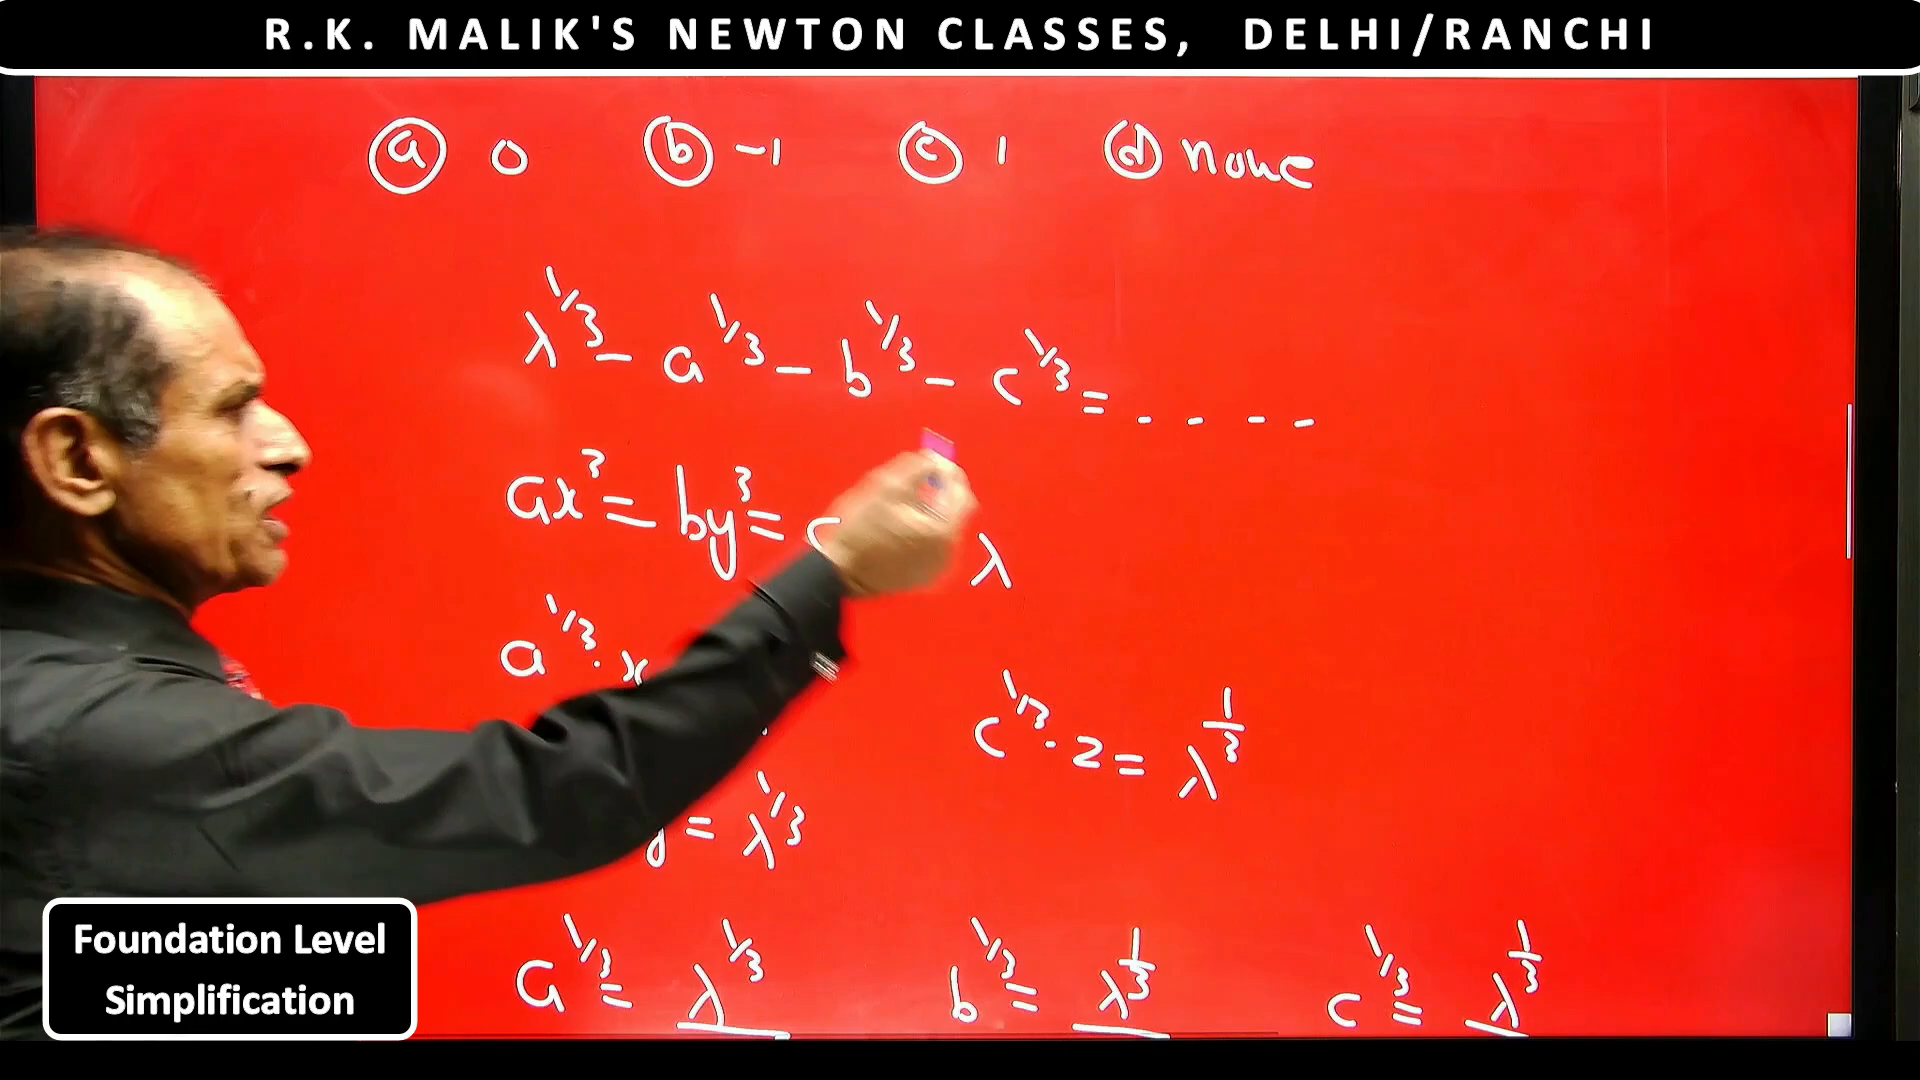 R.K. MALIK'S NEWTON CLASSES, DELHI/RANCHI
(a) 0 (b) -1 (c) 1 (d) none
λ^1/3 - a^1/3 - b^1/3 - c^1/3 = - - - -
ax^3 = by^3 = c λ
a^1/3 . x
c^1/3 . z = λ^1/3
y = λ^1/3
a^1/3 = λ^1/3 b^1/3 = λ^1/3 c^1/3 = λ^1/3
Foundation Level
Simplification